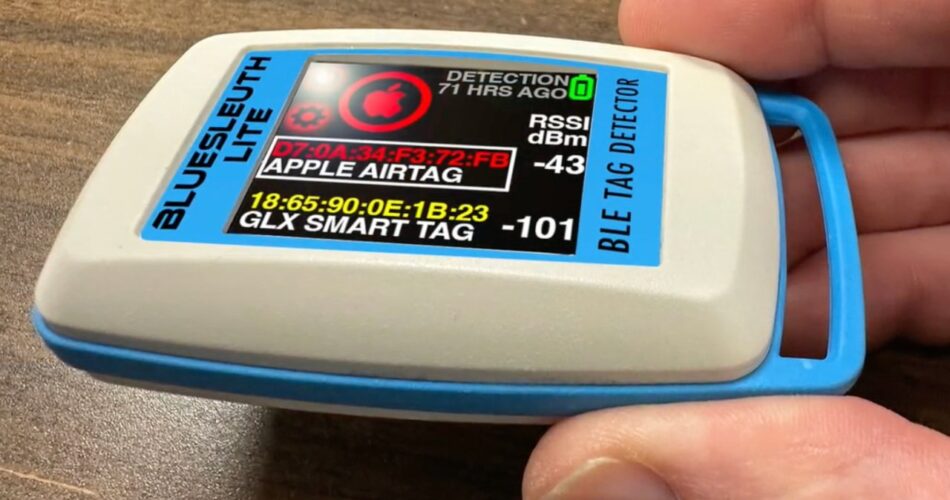 BLUESLEUTH
LITE
DETECTION
71 HRS AGO
RSSI
dBm
D7:0A:34:F3:72:FB
APPLE AIRTAG
-43
18:65:90:0E:1B:23
GLX SMART TAG
-101
BLE TAG DETECTOR